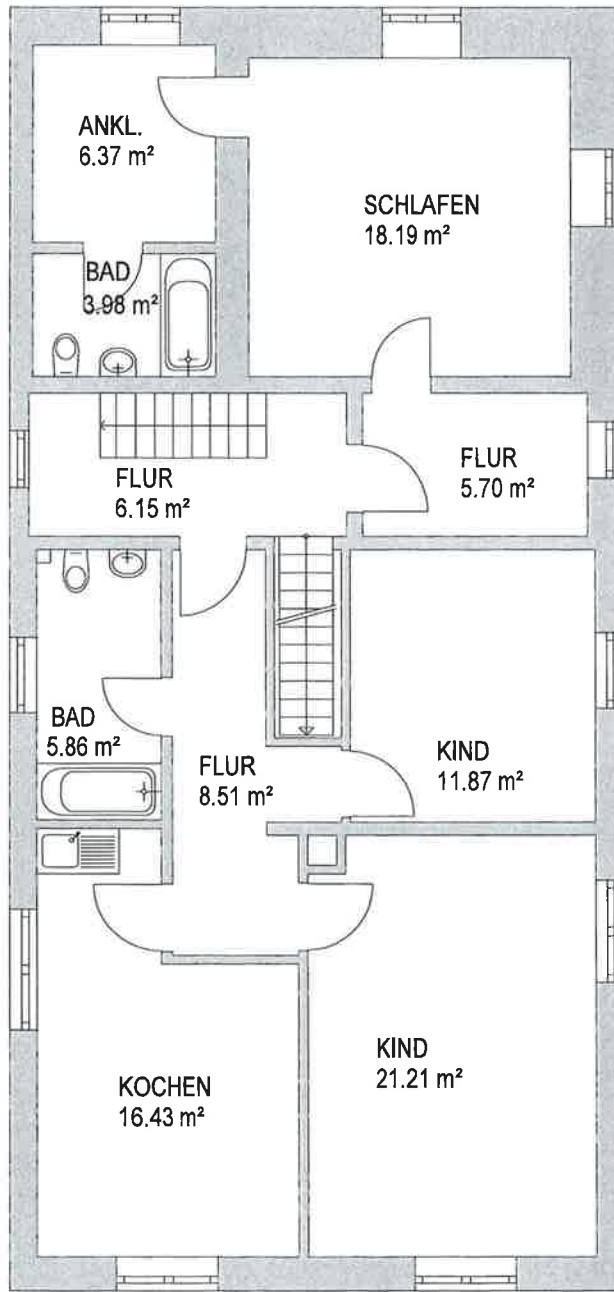 ANKL.
6.37 m²
SCHLAFEN
18.19 m²
BAD
3.98 m²
FLUR
6.15 m²
FLUR
5.70 m²
BAD
5.86 m²
FLUR
8.51 m²
KIND
11.87 m²
KIND
21.21 m²
KOCHEN
16.43 m²